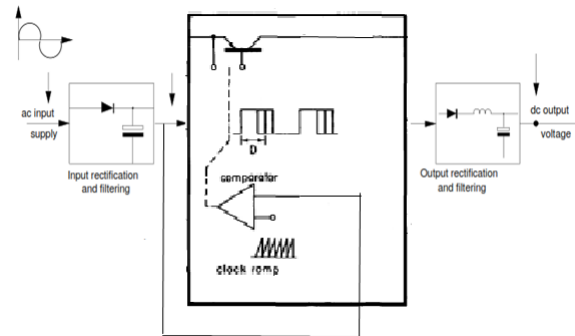 ac input
supply
Input rectification
and filtering
D
comparator
clock ramp
Output rectification
and filtering
dc output
voltage